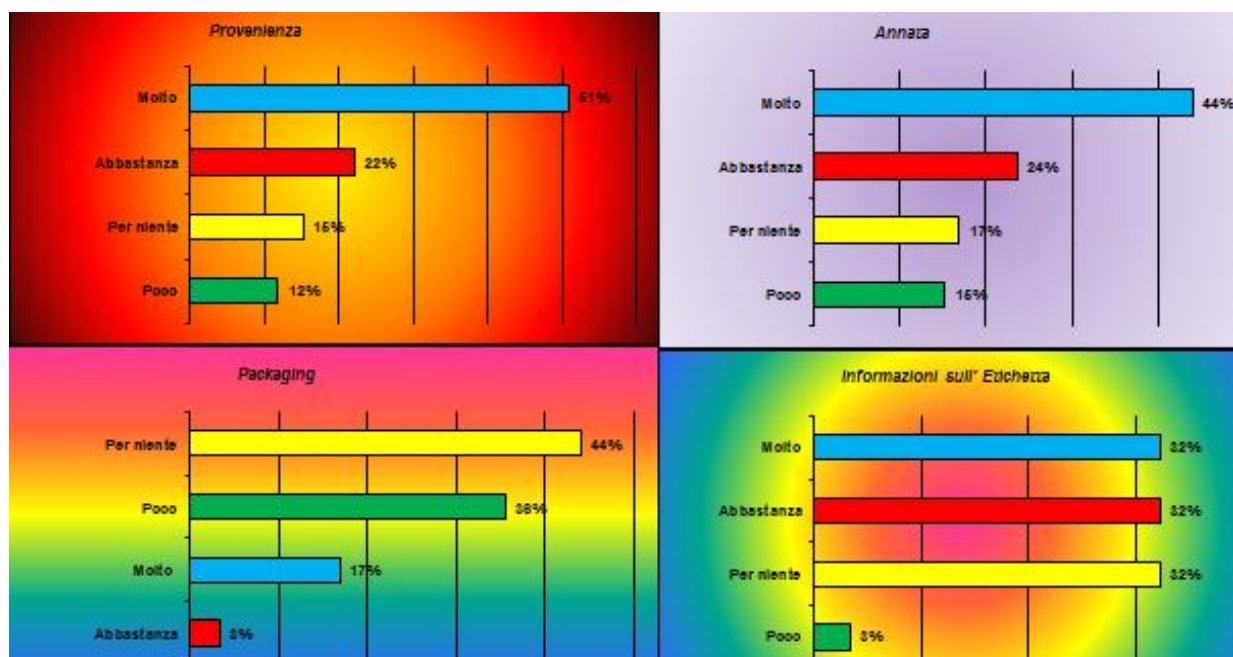 Provenienza
Molto 51%
Abbastanza 22%
Per niente 15%
Poco 12%
Annata
Molto 44%
Abbastanza 24%
Per niente 17%
Poco 15%
Packaging
Per niente 44%
Poco 36%
Molto 17%
Abbastanza 3%
Informazioni sull' Etichetta
Molto 32%
Abbastanza 32%
Per niente 32%
Poco 3%